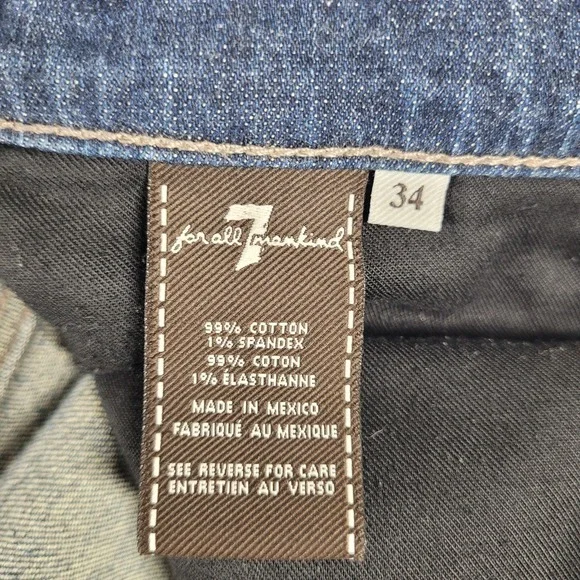 7
for all mankind
34
99% COTTON
1% SPANDEX
99% COTON
1% ÉLASTHANNE
MADE IN MEXICO
FABRIQUÉ AU MEXIQUE
SEE REVERSE FOR CARE
ENTRETIEN AU VERSO